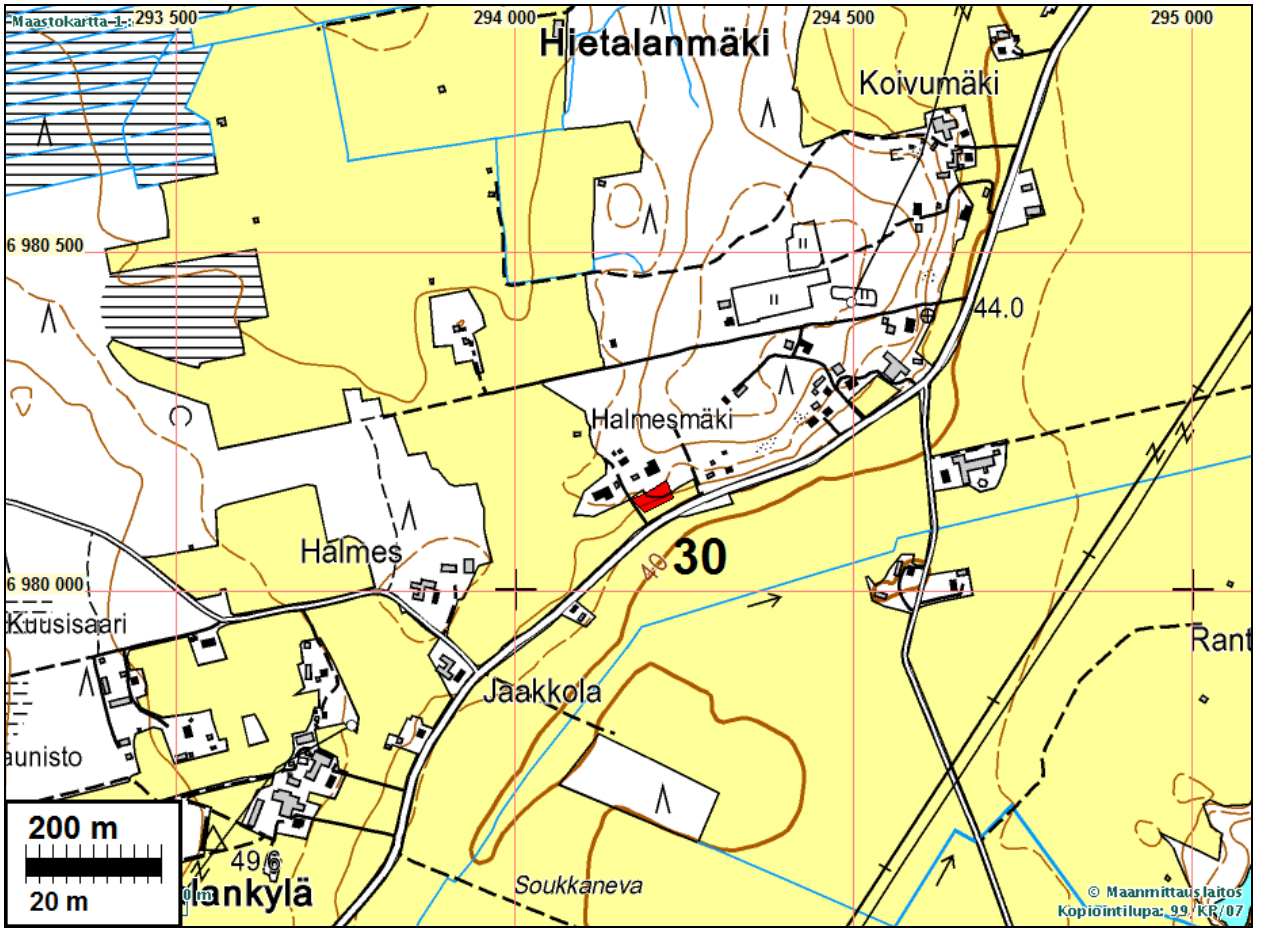 Maastokartta 1:
293 500
294 000
294 500
295 000
Hietalanmäki
Koivumäki
6 980 500
44.0
Halmesmäki
Halmes
30
40
6 980 000
Kuusisaari
Rant
Jaakkola
aunisto
200 m
20 m
49.6
lankylä
Soukkaneva
© Maanmittauslaitos
Kopiointilupa: 99/KP/07